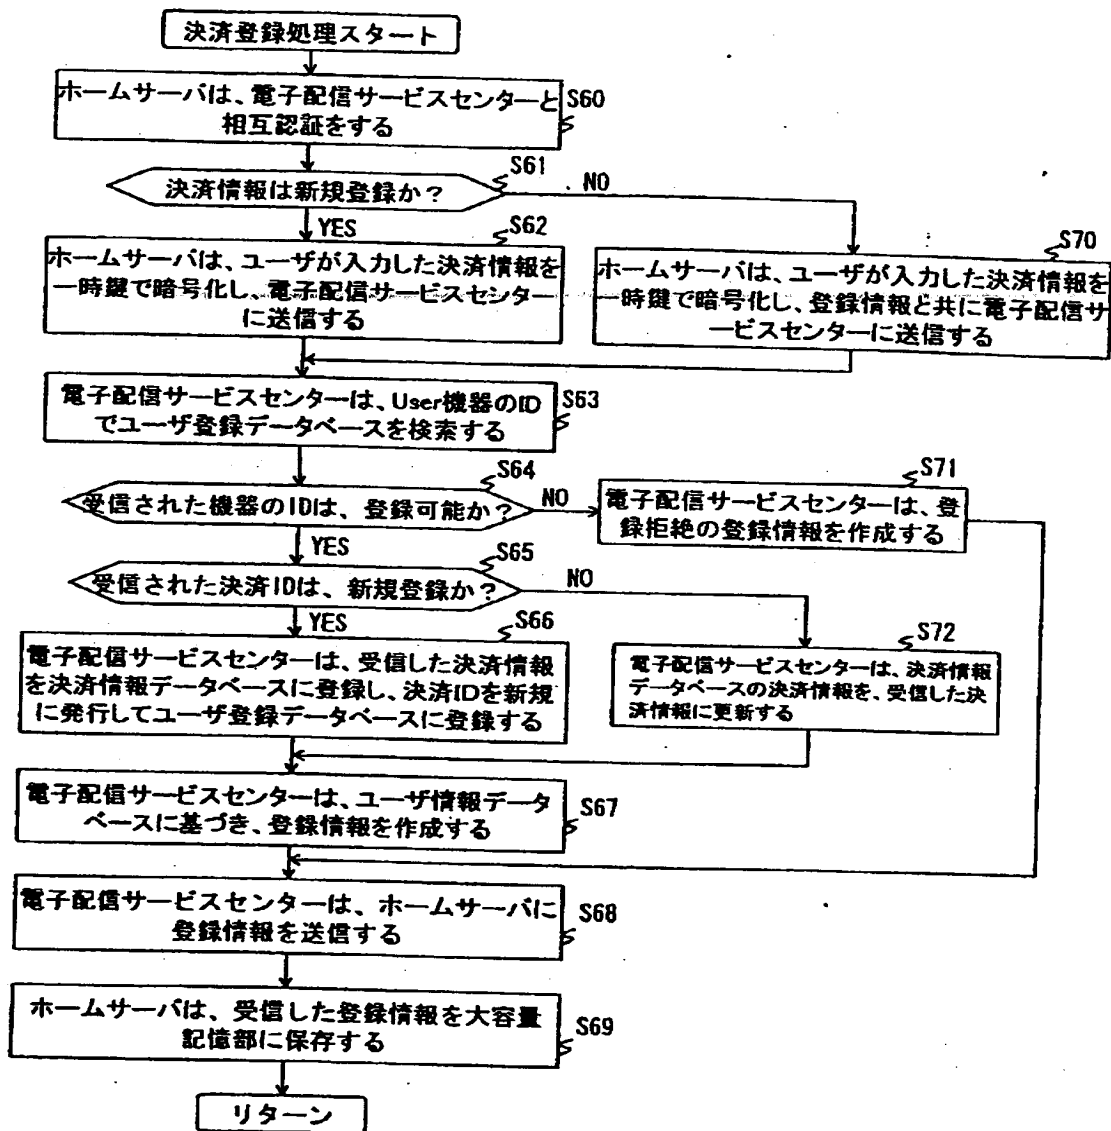 決済登録処理スタート
ホームサーバは、電子配信サービスセンターと
相互認証をする
S60
決済情報は新規登録か?
S61
NO
YES
S62
ホームサーバは、ユーザが入力した決済情報を
一時鍵で暗号化し、電子配信サービスセンター
に送信する
S70
ホームサーバは、ユーザが入力した決済情報を
一時鍵で暗号化し、登録情報と共に電子配信サ
ービスセンターに送信する
電子配信サービスセンターは、User機器のID
でユーザ登録データベースを検索する
S63
S64
受信された機器のIDは、登録可能か?
NO
YES
S71
電子配信サービスセンターは、登
録拒絶の登録情報を作成する
S65
受信された決済IDは、新規登録か?
NO
YES
S66
電子配信サービスセンターは、受信した決済情報
を決済情報データベースに登録し、決済IDを新規
に発行してユーザ登録データベースに登録する
S72
電子配信サービスセンターは、決済情報
データベースの決済情報を、受信した決
済情報に更新する
電子配信サービスセンターは、ユーザ情報データ
ベースに基づき、登録情報を作成する
S67
電子配信サービスセンターは、ホームサーバに
登録情報を送信する
S68
ホームサーバは、受信した登録情報を大容量
記憶部に保存する
S69
リターン